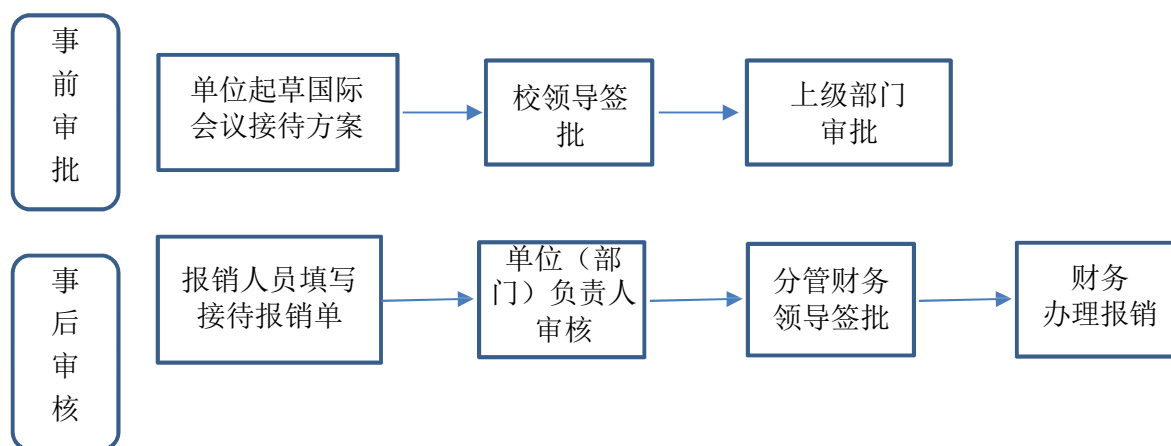 事
前
审
批
单位起草国际
会议接待方案
校领导签
批
上级部门
审批
事
后
审
核
报销人员填写
接待报销单
单位（部
门）负责人
审核
分管财务
领导签批
财务
办理报销